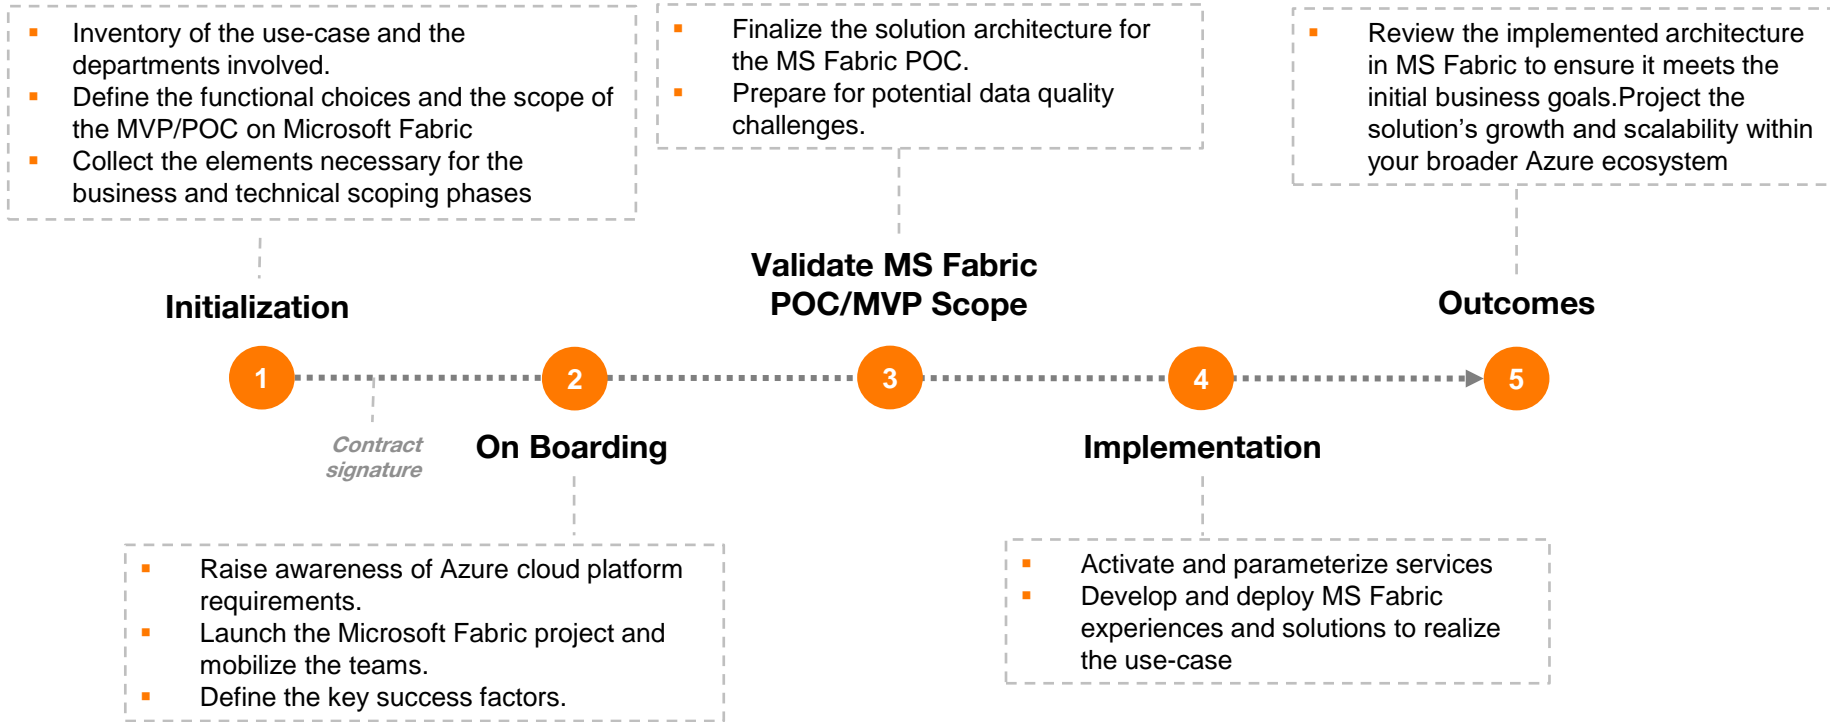 ▪ Inventory of the use-case and the
departments involved.
▪ Define the functional choices and the scope of
the MVP/POC on Microsoft Fabric
▪ Collect the elements necessary for the
business and technical scoping phases
▪ Finalize the solution architecture for
the MS Fabric POC.
▪ Prepare for potential data quality
challenges.
▪ Review the implemented architecture
in MS Fabric to ensure it meets the
initial business goals.Project the
solution’s growth and scalability within
your broader Azure ecosystem
Initialization
Validate MS Fabric
POC/MVP Scope
Outcomes
1
2
3
4
5
Contract
signature
On Boarding
Implementation
▪ Raise awareness of Azure cloud platform
requirements.
▪ Launch the Microsoft Fabric project and
mobilize the teams.
▪ Define the key success factors.
▪ Activate and parameterize services
▪ Develop and deploy MS Fabric
experiences and solutions to realize
the use-case